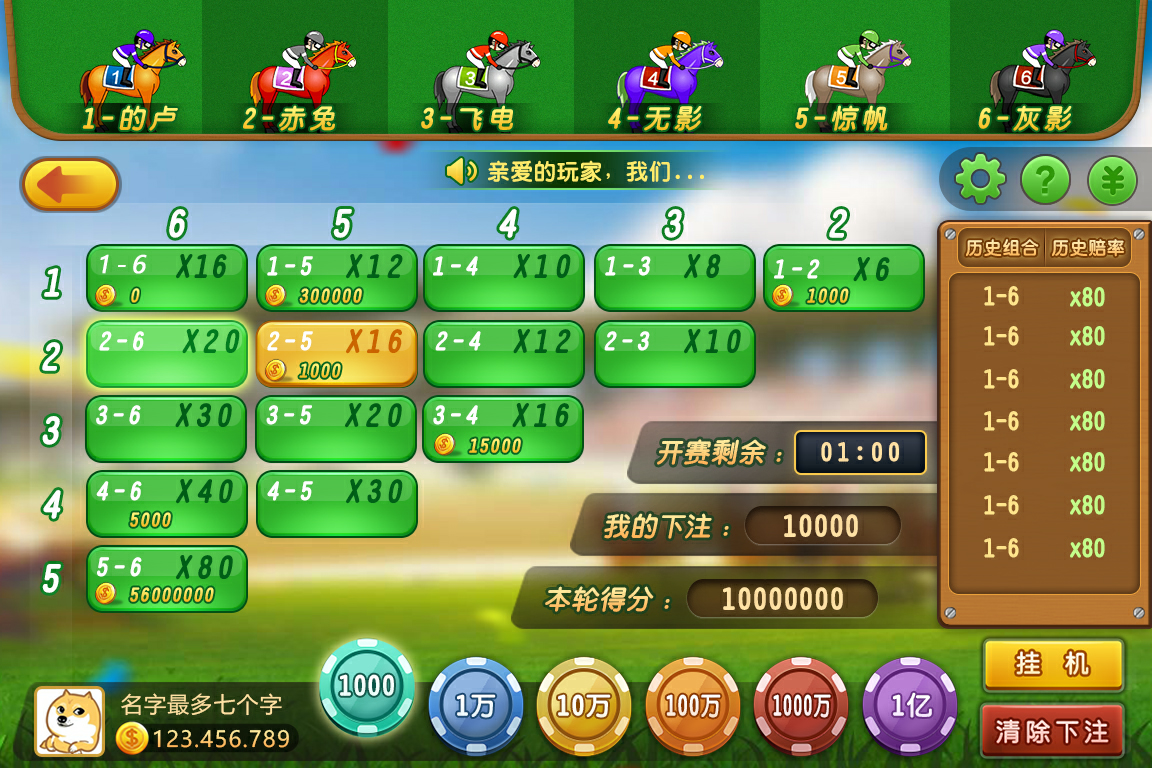 1 2 3 4 5 6
1-的卢 2-赤兔 3-飞电 4-无影 5-惊帆 6-灰影
亲爱的玩家，我们...
? ¥
6 5 4 3 2
历史组合 历史赔率
1 1-6 X16 1-5 X12 1-4 X10 1-3 X8 1-2 X6
$ 0 $ 300000 $ 1000
2 2-6 X20 2-5 X16 2-4 X12 2-3 X10
$ 1000
3 3-6 X30 3-5 X20 3-4 X16
$ 15000
4 4-6 X40 4-5 X30
5000
5 5-6 X80
$ 56000000
1-6 x80
1-6 x80
1-6 x80
1-6 x80
1-6 x80
1-6 x80
1-6 x80
开赛剩余： 01:00
我的下注： 10000
本轮得分： 10000000
1000 1万 10万 100万 1000万 1亿
挂 机
清除下注
名字最多七个字
$ 123.456.789